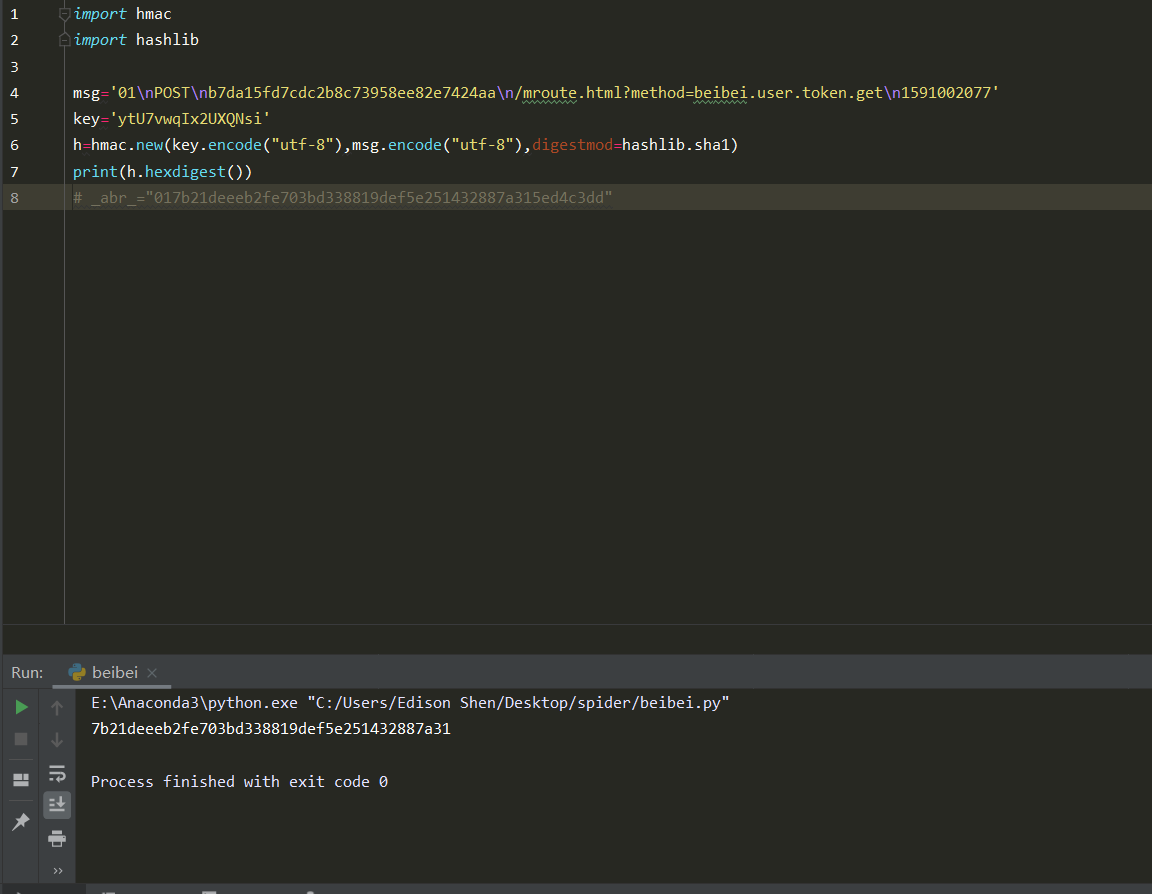 1 import hmac
2 import hashlib
3
4 msg='01\nPOST\nb7da15fd7cdc2b8c73958ee82e7424aa\n/mroute.html?method=beibei.user.token.get\n1591002077'
5 key='ytU7vwqIx2UXQNsi'
6 h=hmac.new(key.encode("utf-8"),msg.encode("utf-8"),digestmod=hashlib.sha1)
7 print(h.hexdigest())
8 # _abr_="017b21deeeb2fe703bd338819def5e251432887a315ed4c3dd"
Run: beibei
E:\Anaconda3\python.exe "C:/Users/Edison Shen/Desktop/spider/beibei.py"
7b21deeeb2fe703bd338819def5e251432887a31
Process finished with exit code 0